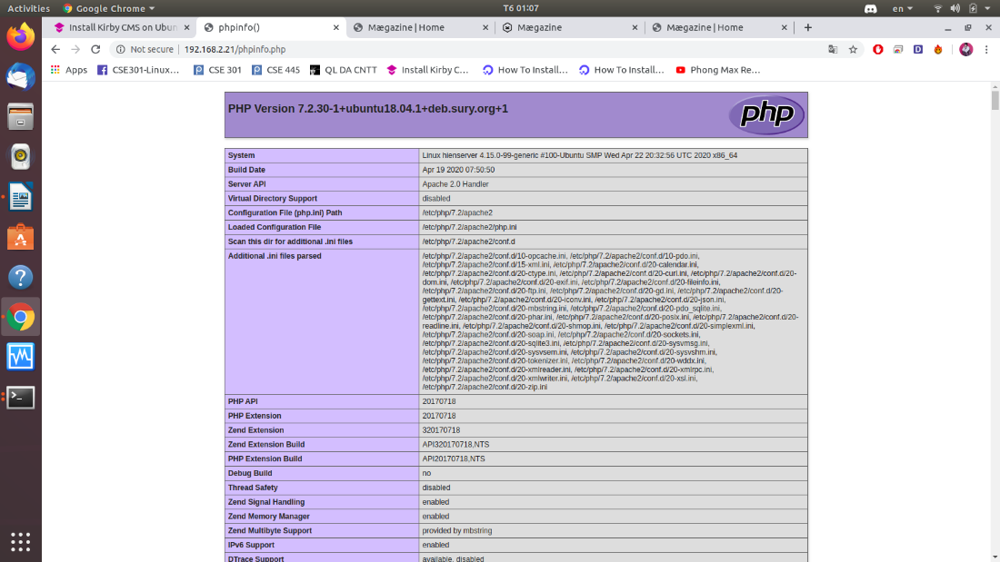 Activities
Google Chrome
T6 01:07
en
Install Kirby CMS on Ubun
phpinfo()
Mægazine | Home
Mægazine
Mægazine | Home
Not secure | 192.168.2.21/phpinfo.php
Apps
CSE301-Linux…
CSE 301
CSE 445
QL DA CNTT
Install Kirby C…
How To Install…
How To Install…
Phong Max Re…
PHP Version 7.2.30-1+ubuntu18.04.1+deb.sury.org+1
php
System Linux hienserver 4.15.0-99-generic #100-Ubuntu SMP Wed Apr 22 20:32:56 UTC 2020 x86_64
Build Date Apr 19 2020 07:50:50
Server API Apache 2.0 Handler
Virtual Directory Support disabled
Configuration File (php.ini) Path /etc/php/7.2/apache2
Loaded Configuration File /etc/php/7.2/apache2/php.ini
Scan this dir for additional .ini files /etc/php/7.2/apache2/conf.d
Additional .ini files parsed /etc/php/7.2/apache2/conf.d/10-opcache.ini, /etc/php/7.2/apache2/conf.d/10-pdo.ini,
/etc/php/7.2/apache2/conf.d/15-xml.ini, /etc/php/7.2/apache2/conf.d/20-calendar.ini,
/etc/php/7.2/apache2/conf.d/20-ctype.ini, /etc/php/7.2/apache2/conf.d/20-curl.ini, /etc/php/7.2/apache2/conf.d/20-
dom.ini, /etc/php/7.2/apache2/conf.d/20-exif.ini, /etc/php/7.2/apache2/conf.d/20-fileinfo.ini,
/etc/php/7.2/apache2/conf.d/20-ftp.ini, /etc/php/7.2/apache2/conf.d/20-gd.ini, /etc/php/7.2/apache2/conf.d/20-
gettext.ini, /etc/php/7.2/apache2/conf.d/20-iconv.ini, /etc/php/7.2/apache2/conf.d/20-json.ini,
/etc/php/7.2/apache2/conf.d/20-mbstring.ini, /etc/php/7.2/apache2/conf.d/20-pdo_sqlite.ini,
/etc/php/7.2/apache2/conf.d/20-phar.ini, /etc/php/7.2/apache2/conf.d/20-posix.ini, /etc/php/7.2/apache2/conf.d/20-
readline.ini, /etc/php/7.2/apache2/conf.d/20-shmop.ini, /etc/php/7.2/apache2/conf.d/20-simplexml.ini,
/etc/php/7.2/apache2/conf.d/20-soap.ini, /etc/php/7.2/apache2/conf.d/20-sockets.ini,
/etc/php/7.2/apache2/conf.d/20-sqlite3.ini, /etc/php/7.2/apache2/conf.d/20-sysvmsg.ini,
/etc/php/7.2/apache2/conf.d/20-sysvsem.ini, /etc/php/7.2/apache2/conf.d/20-sysvshm.ini,
/etc/php/7.2/apache2/conf.d/20-tokenizer.ini, /etc/php/7.2/apache2/conf.d/20-wddx.ini,
/etc/php/7.2/apache2/conf.d/20-xmlreader.ini, /etc/php/7.2/apache2/conf.d/20-xmlrpc.ini,
/etc/php/7.2/apache2/conf.d/20-xmlwriter.ini, /etc/php/7.2/apache2/conf.d/20-xsl.ini,
/etc/php/7.2/apache2/conf.d/20-zip.ini
PHP API 20170718
PHP Extension 20170718
Zend Extension 320170718
Zend Extension Build API320170718,NTS
PHP Extension Build API20170718,NTS
Debug Build no
Thread Safety disabled
Zend Signal Handling enabled
Zend Memory Manager enabled
Zend Multibyte Support provided by mbstring
IPv6 Support enabled
DTrace Support available, disabled